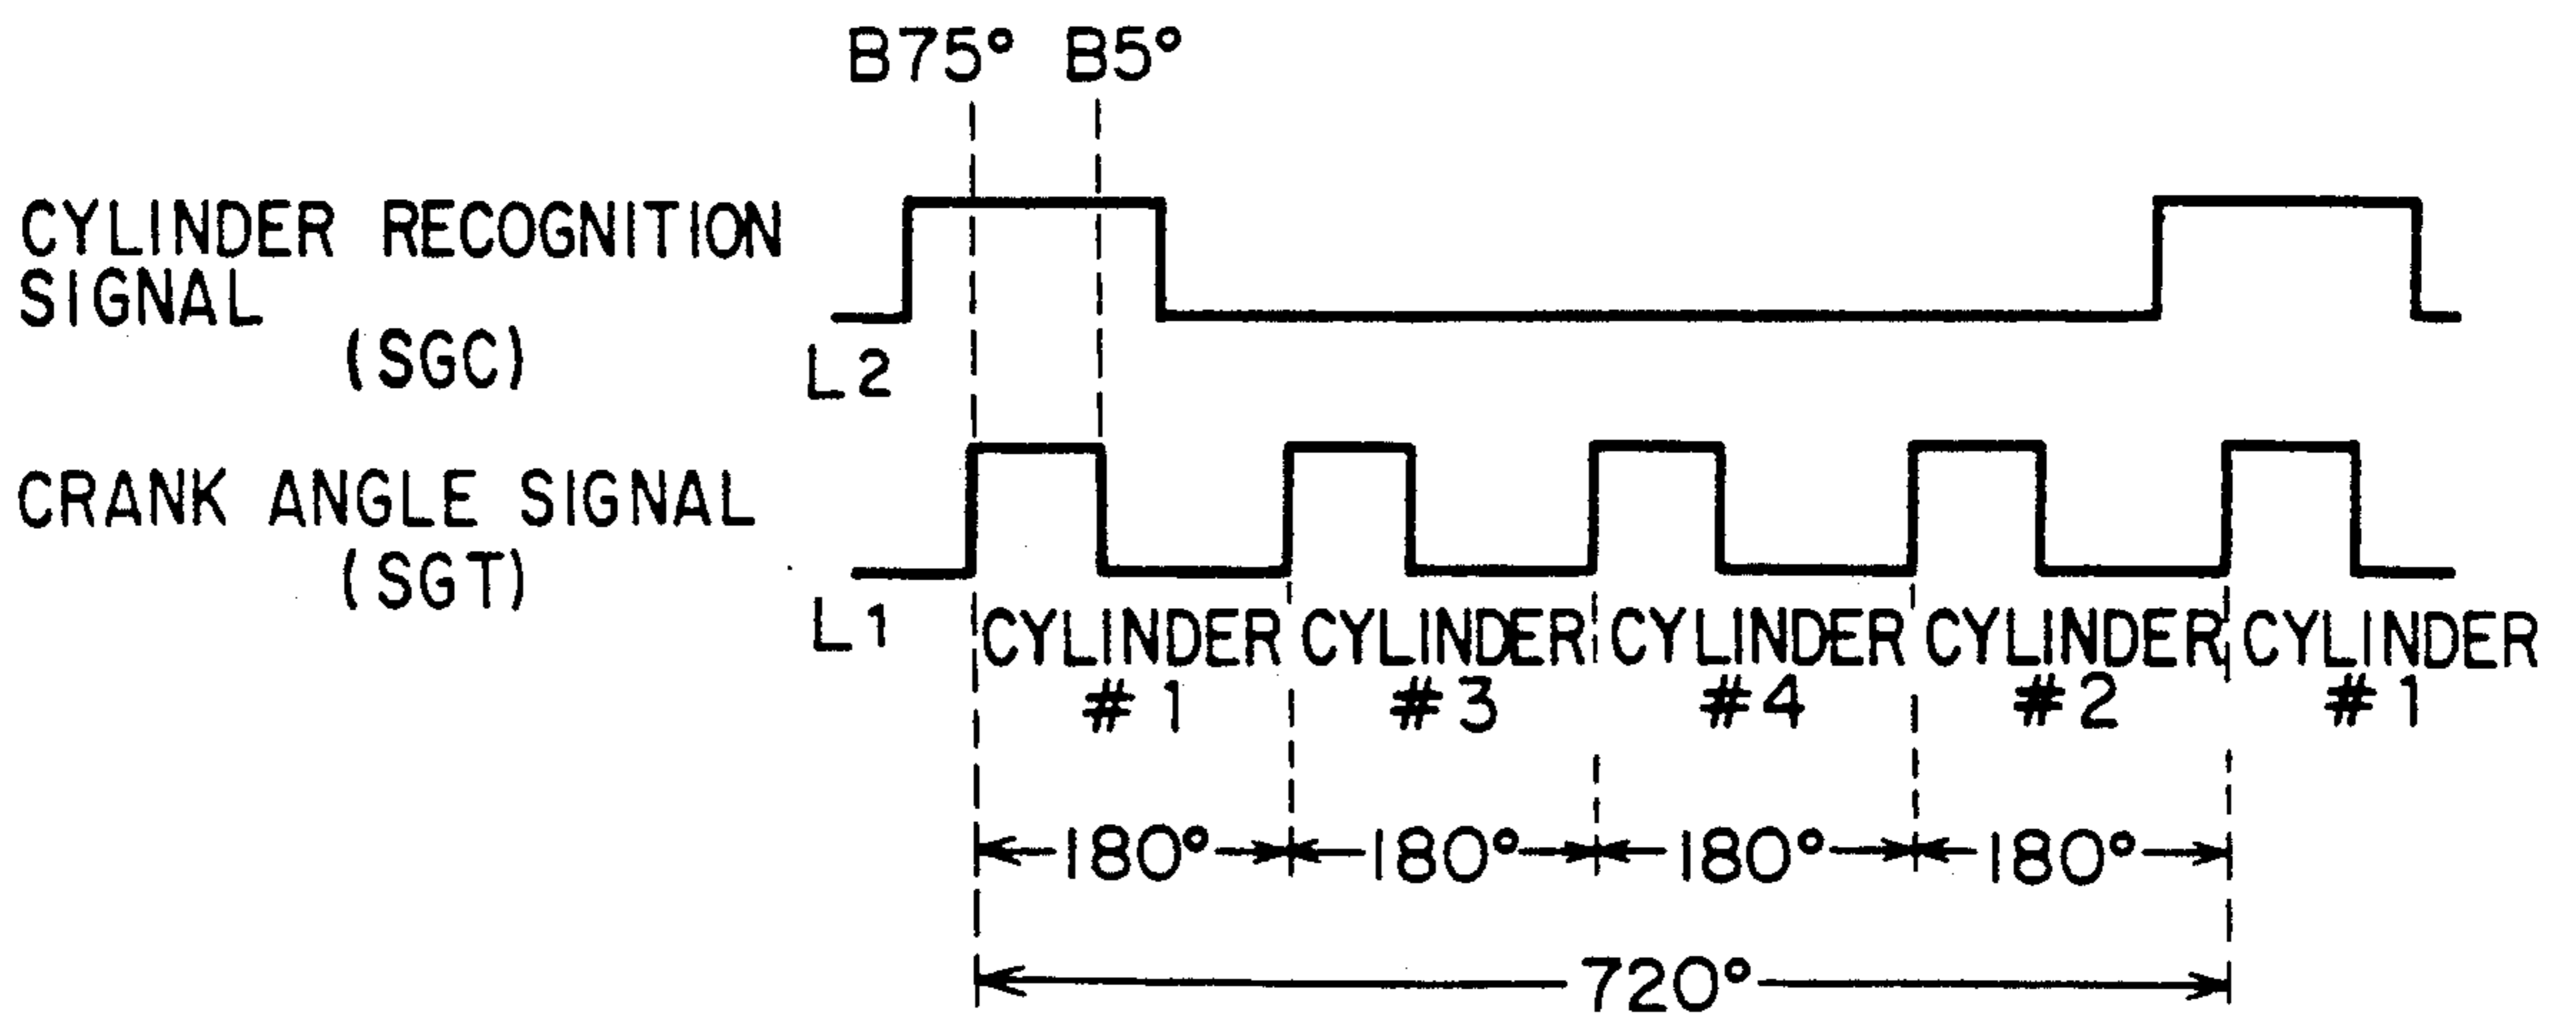 B75° B5°
CYLINDER RECOGNITION
SIGNAL
(SGC)
L2
CRANK ANGLE SIGNAL
(SGT)
L1
CYLINDER CYLINDER CYLINDER CYLINDER CYLINDER
#1 #3 #4 #2 #1
180° 180° 180° 180°
720°